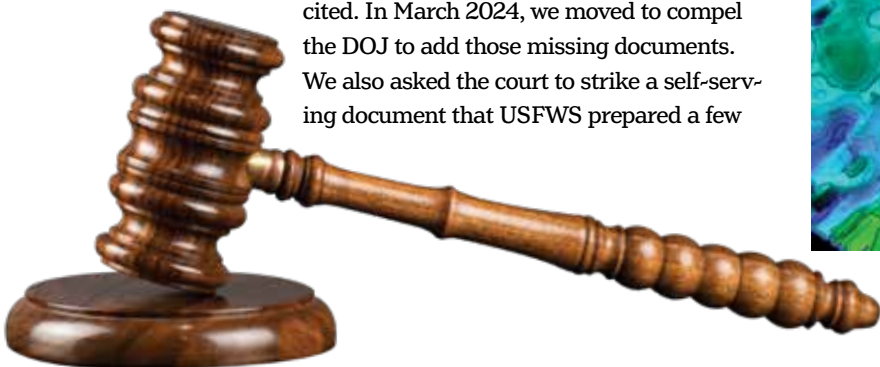 cited. In March 2024, we moved to compel
the DOJ to add those missing documents.
We also asked the court to strike a self-serv-
ing document that USFWS prepared a few